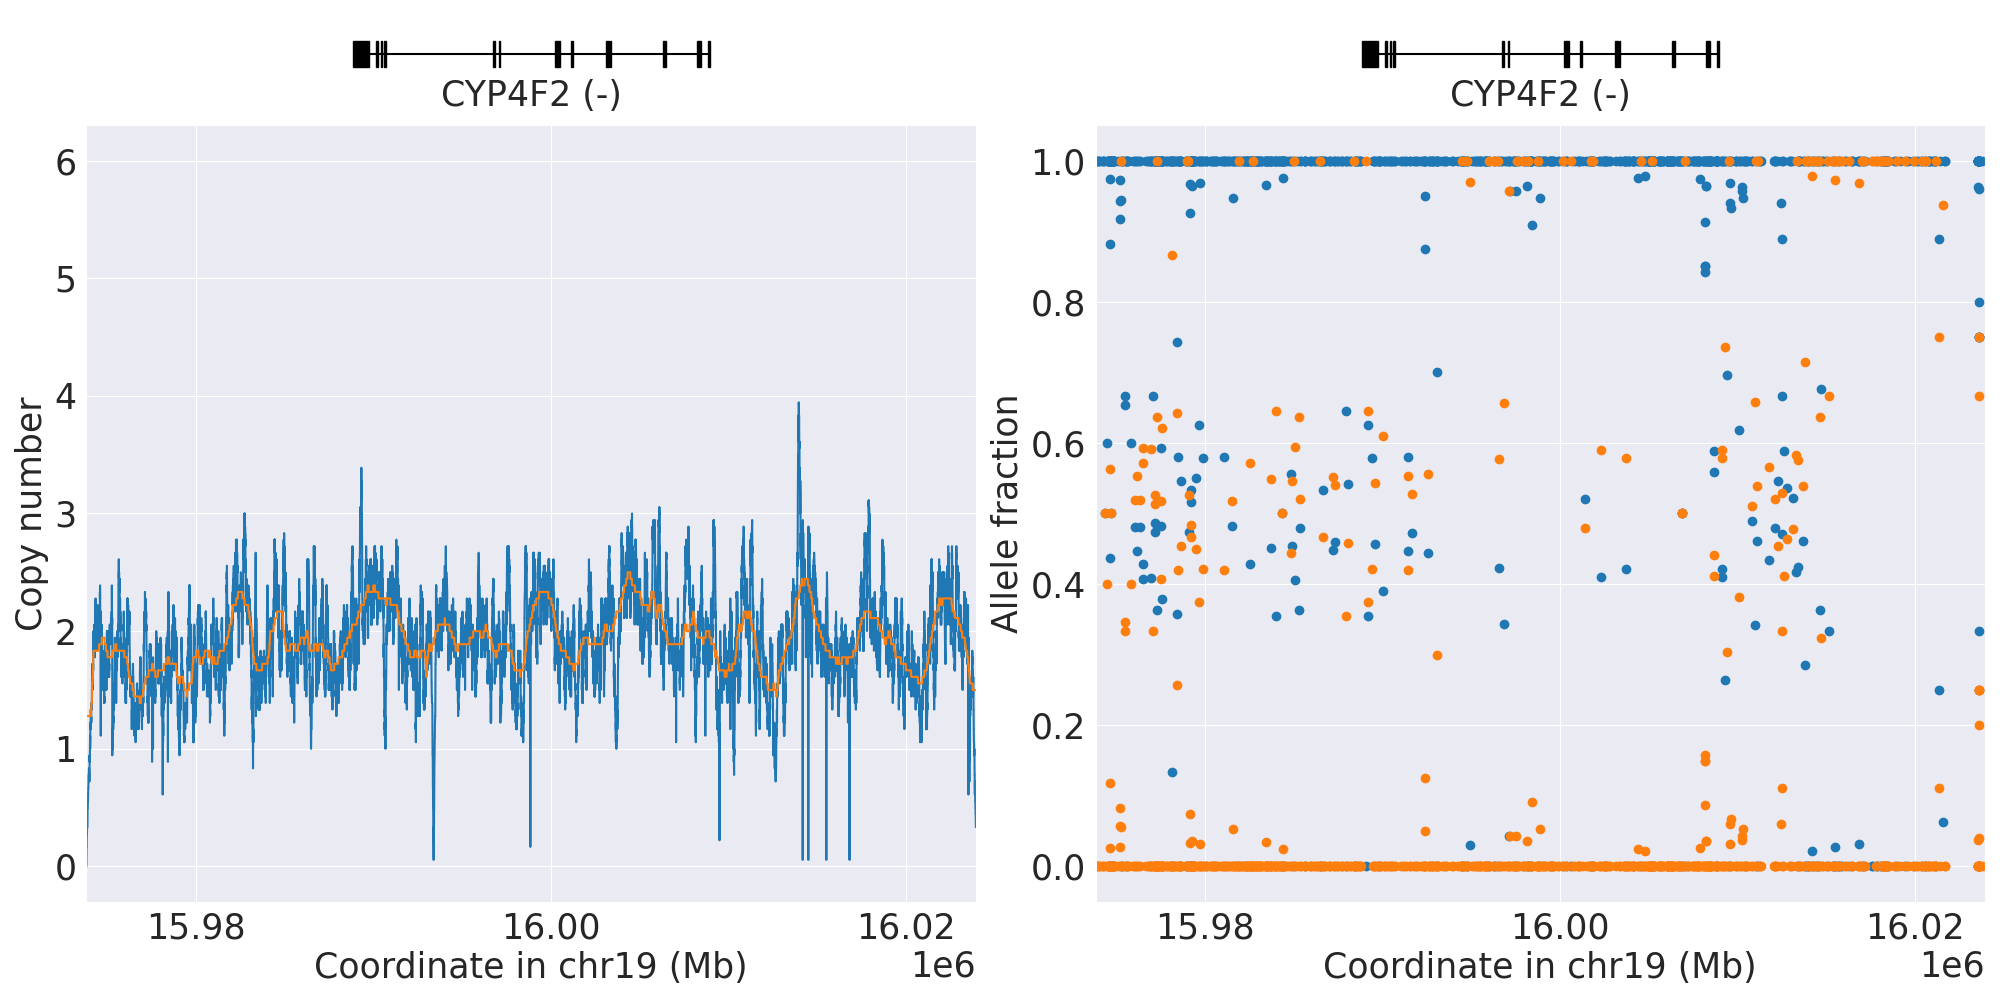 CYP4F2 (-)
6
5
4
3
2
1
0
Copy number
15.98
16.00
16.02
Coordinate in chr19 (Mb)
1e6
CYP4F2 (-)
1.0
0.8
0.6
0.4
0.2
0.0
Allele fraction
15.98
16.00
16.02
Coordinate in chr19 (Mb)
1e6